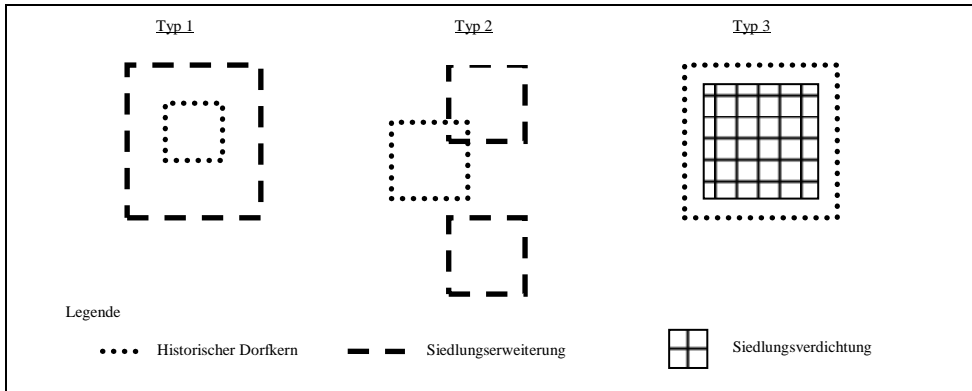 Typ 1
Typ 2
Typ 3
Legende
Historischer Dorfkern
Siedlungserweiterung
Siedlungsverdichtung